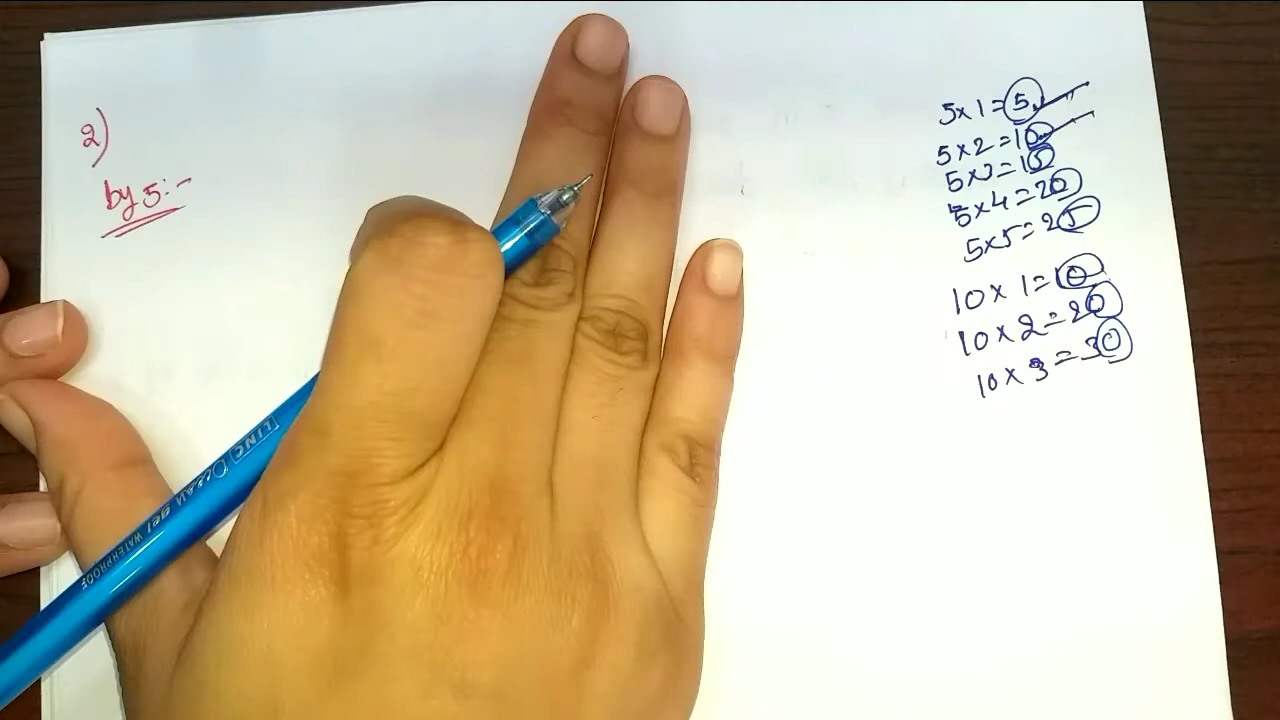 2)
by 5:-
5x1=5
5x2=10
5x3=15
5x4=20
5x5=25
10x1=10
10x2=20
10x3=30
LINC Ocean gel WATERPROOF